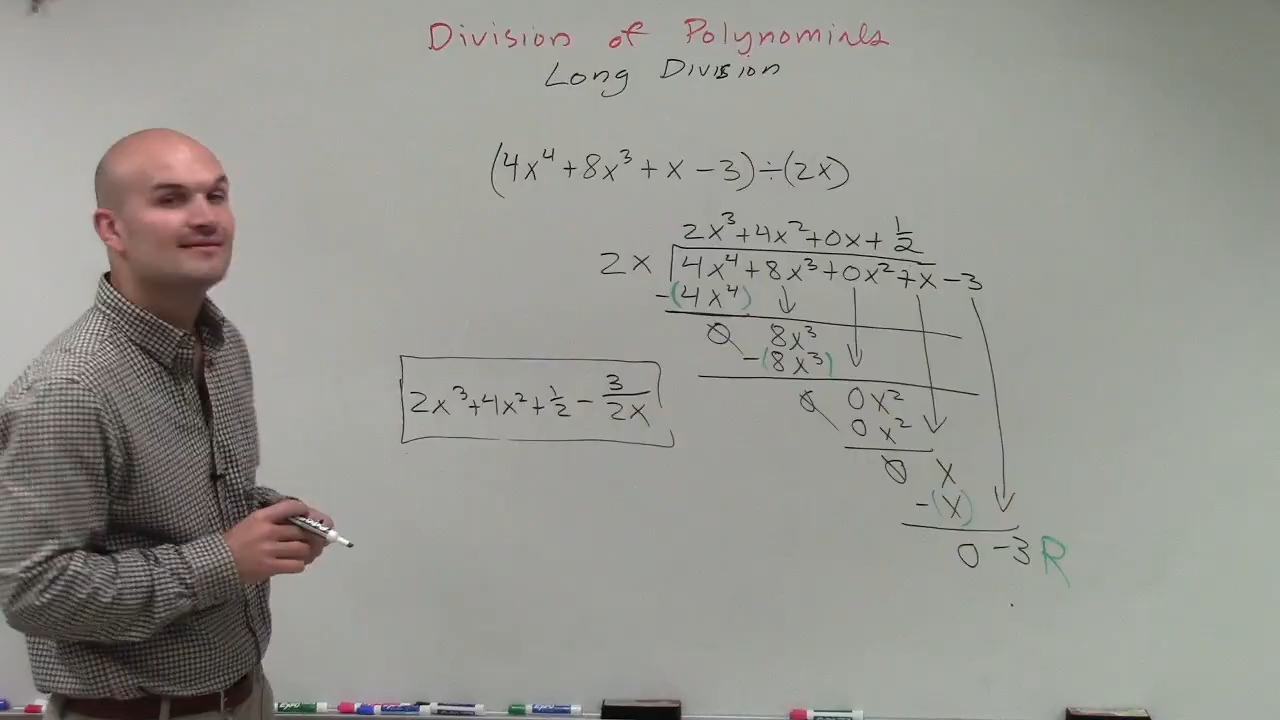 Division of Polynomials
Long Division
(4x⁴ + 8x³ + x - 3) ÷ (2x)
2x³ + 4x² + 0x + 1/2
2x 4x⁴ + 8x³ + 0x² + x - 3
-(4x⁴)
0 8x³
-(8x³)
0 0x²
0x²
0 x
-(x)
0 -3 R
2x³ + 4x² + 1/2 - 3/2x